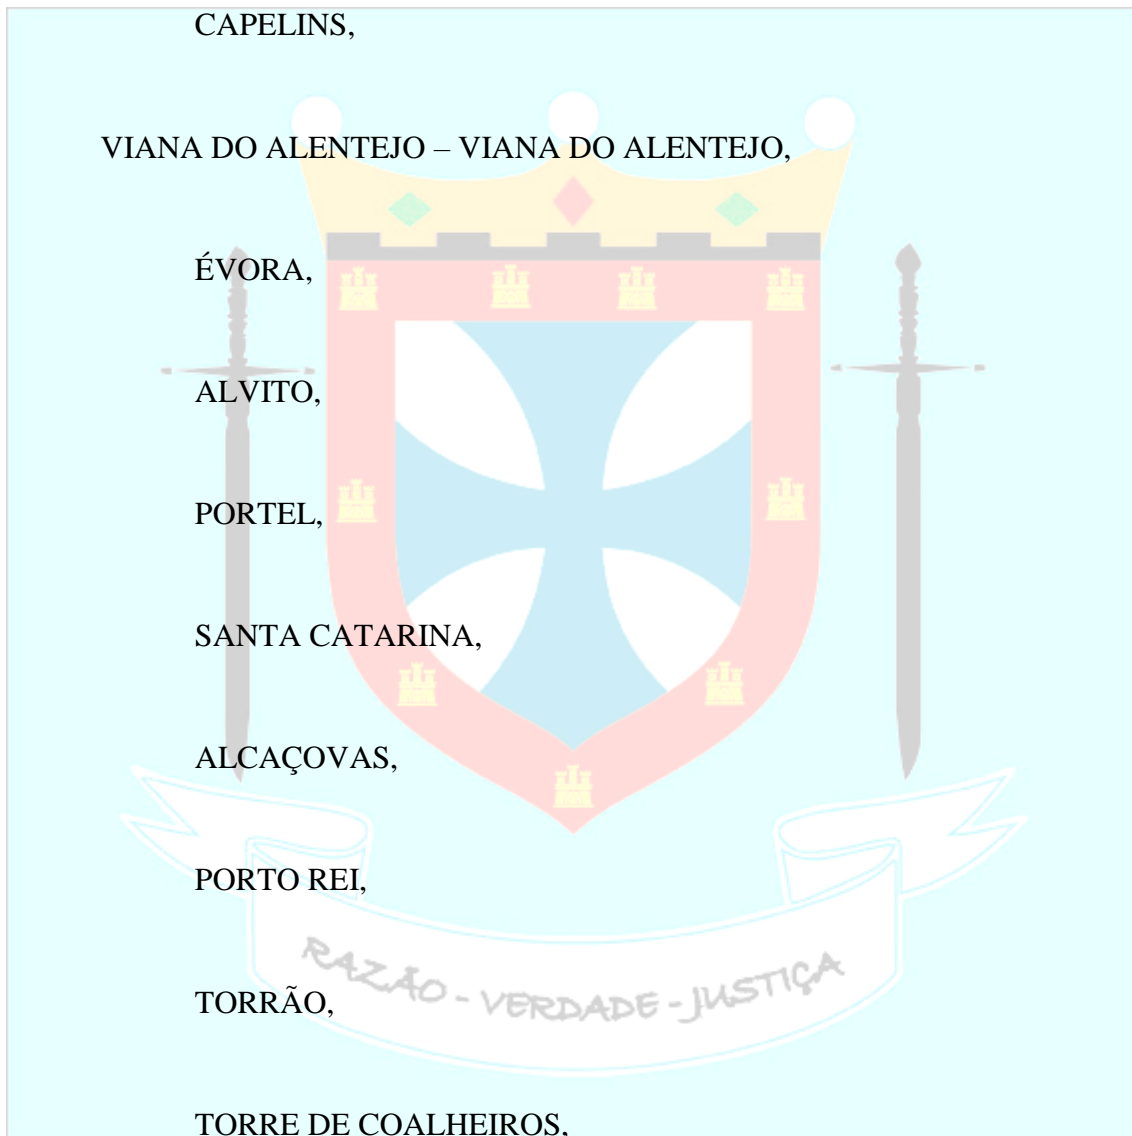 CAPELINS,
VIANA DO ALENTEJO – VIANA DO ALENTEJO,
ÉVORA,
ALVITO,
PORTEL,
SANTA CATARINA,
ALCAÇOVAS,
PORTO REI,
RAZÃO - VERDADE - JUSTIÇA
TORRÃO,
TORRE DE COALHEIROS,